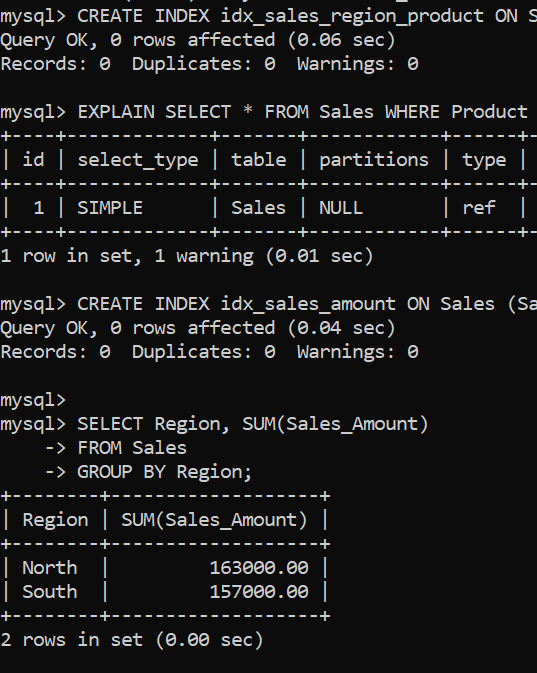 mysql> CREATE INDEX idx_sales_region_product ON
Query OK, 0 rows affected (0.06 sec)
Records: 0  Duplicates: 0  Warnings: 0
mysql> EXPLAIN SELECT * FROM Sales WHERE Product
+----+-------------+-------+------------+------+-
| id | select_type | table | partitions | type |
+----+-------------+-------+------------+------+-
|  1 | SIMPLE      | Sales | NULL       | ref  |
+----+-------------+-------+------------+------+-
1 row in set, 1 warning (0.01 sec)
mysql> CREATE INDEX idx_sales_amount ON Sales (Sa
Query OK, 0 rows affected (0.04 sec)
Records: 0  Duplicates: 0  Warnings: 0
mysql>
mysql> SELECT Region, SUM(Sales_Amount)
    -> FROM Sales
    -> GROUP BY Region;
+--------+-------------------+
| Region | SUM(Sales_Amount) |
+--------+-------------------+
| North  |         163000.00 |
| South  |         157000.00 |
+--------+-------------------+
2 rows in set (0.00 sec)